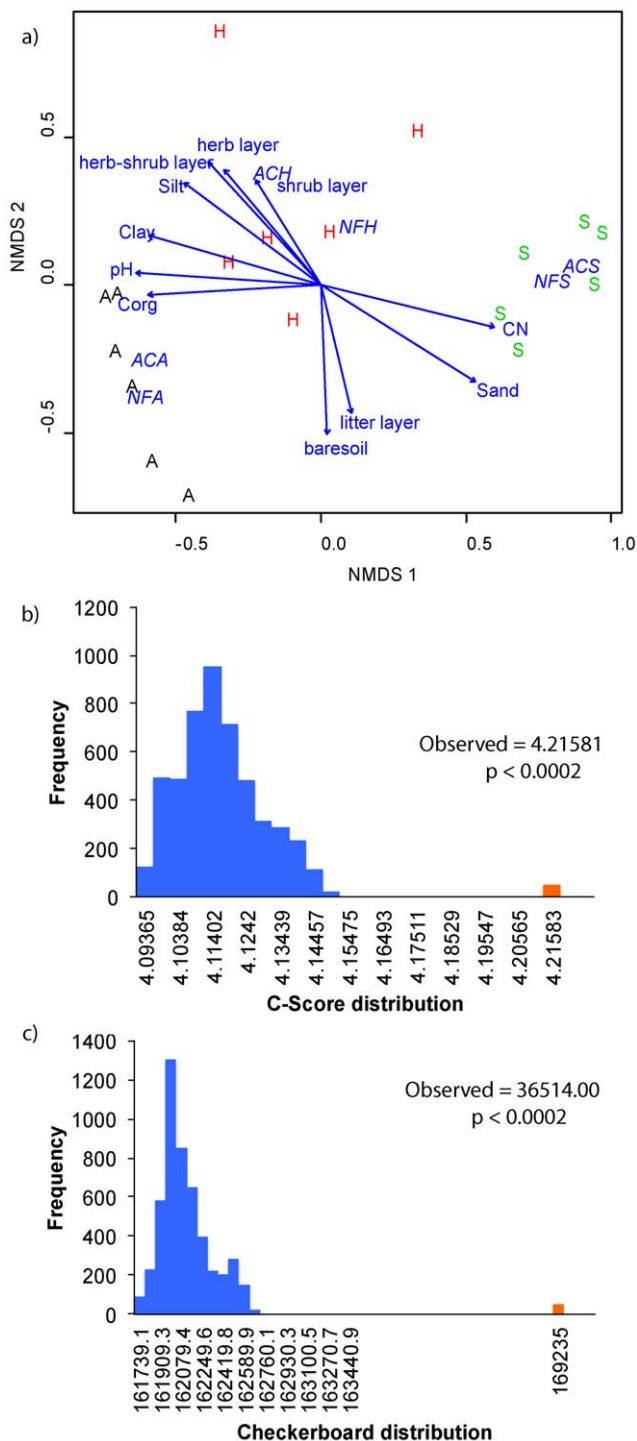 a)
H
H
herb layer
herb-shrub layer
ACH
shrub layer
Silt
Clay
H
NFH
H
H
pH
Corg
H
S
S
S
ACS
NFS
S
S
S
CN
Sand
litter layer
baresoil
A
A
A
ACA
A
NFA
A
A
NMDS 2
0.5
0.0
-0.5
-0.5
0.0
0.5
1.0
NMDS 1
b)
1200
1000
800
600
400
200
0
Frequency
Observed = 4.21581
p < 0.0002
4.09365
4.10384
4.11402
4.1242
4.13439
4.14457
4.15475
4.16493
4.17511
4.18529
4.19547
4.20565
4.21583
C-Score distribution
c)
1400
1200
1000
800
600
400
200
0
Frequency
Observed = 36514.00
p < 0.0002
161739.1
161909.3
162079.4
162249.6
162419.8
162589.9
162760.1
162930.3
163100.5
163270.7
163440.9
169235
Checkerboard distribution